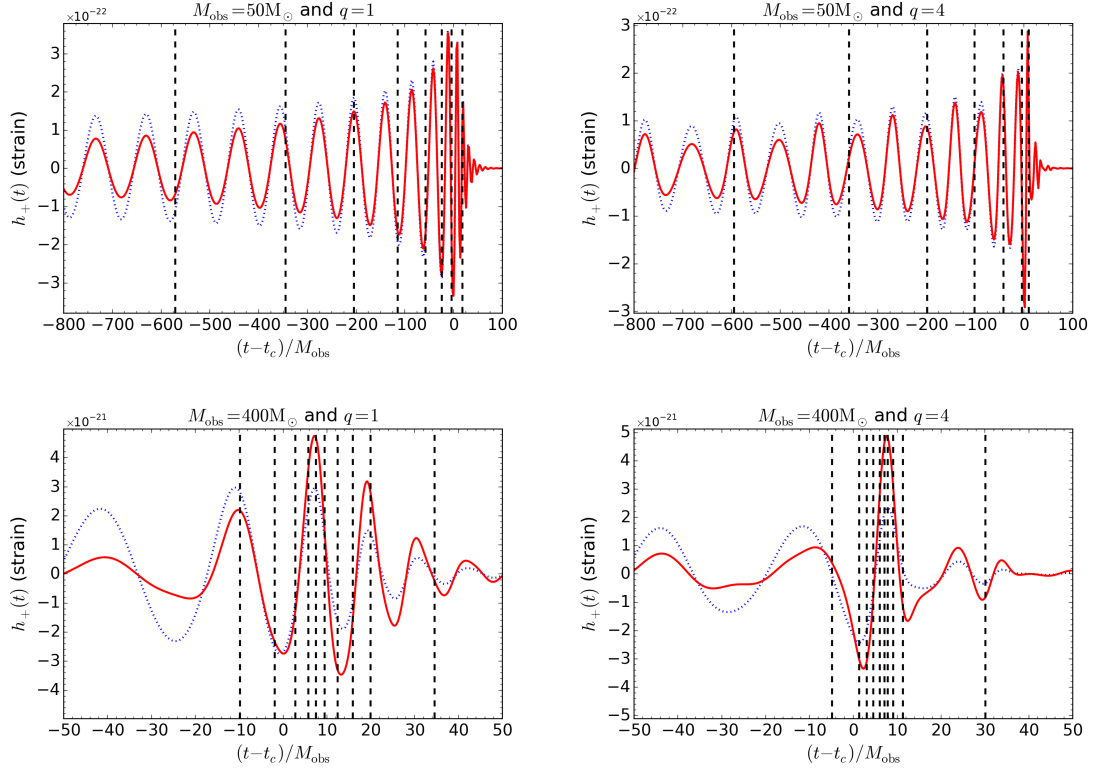 M_obs = 50M_⊙ and q = 1
×10⁻²²
3
2
1
0
−1
−2
−3
h_+(t) (strain)
−800 −700 −600 −500 −400 −300 −200 −100 0 100
(t−t_c)/M_obs
M_obs = 50M_⊙ and q = 4
×10⁻²²
3
2
1
0
−1
−2
−3
h_+(t) (strain)
−800 −700 −600 −500 −400 −300 −200 −100 0 100
(t−t_c)/M_obs
M_obs = 400M_⊙ and q = 1
×10⁻²¹
4
3
2
1
0
−1
−2
−3
−4
h_+(t) (strain)
−50 −40 −30 −20 −10 0 10 20 30 40 50
(t−t_c)/M_obs
M_obs = 400M_⊙ and q = 4
×10⁻²¹
5
4
3
2
1
0
−1
−2
−3
−4
−5
h_+(t) (strain)
−50 −40 −30 −20 −10 0 10 20 30 40 50
(t−t_c)/M_obs